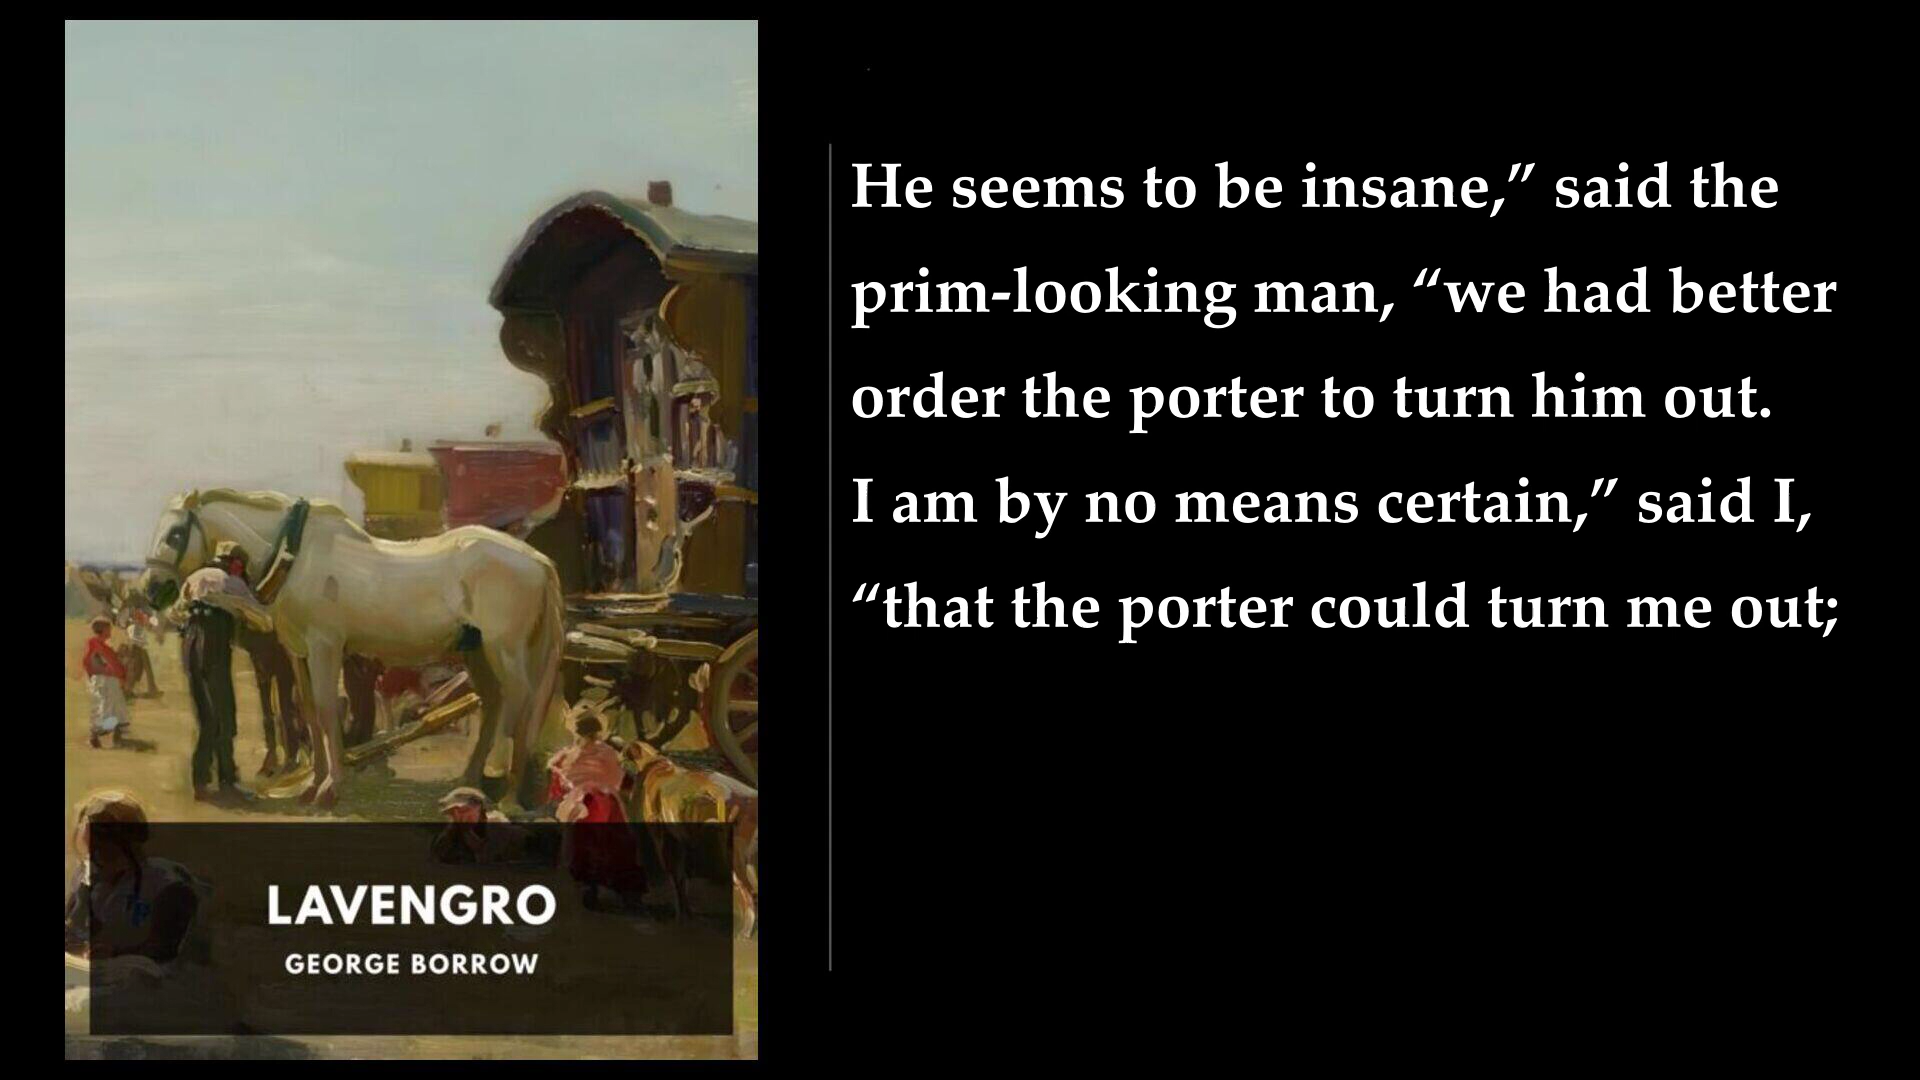 LAVENGRO
GEORGE BORROW
He seems to be insane,” said the
prim-looking man, “we had better
order the porter to turn him out.
I am by no means certain,” said I,
“that the porter could turn me out;